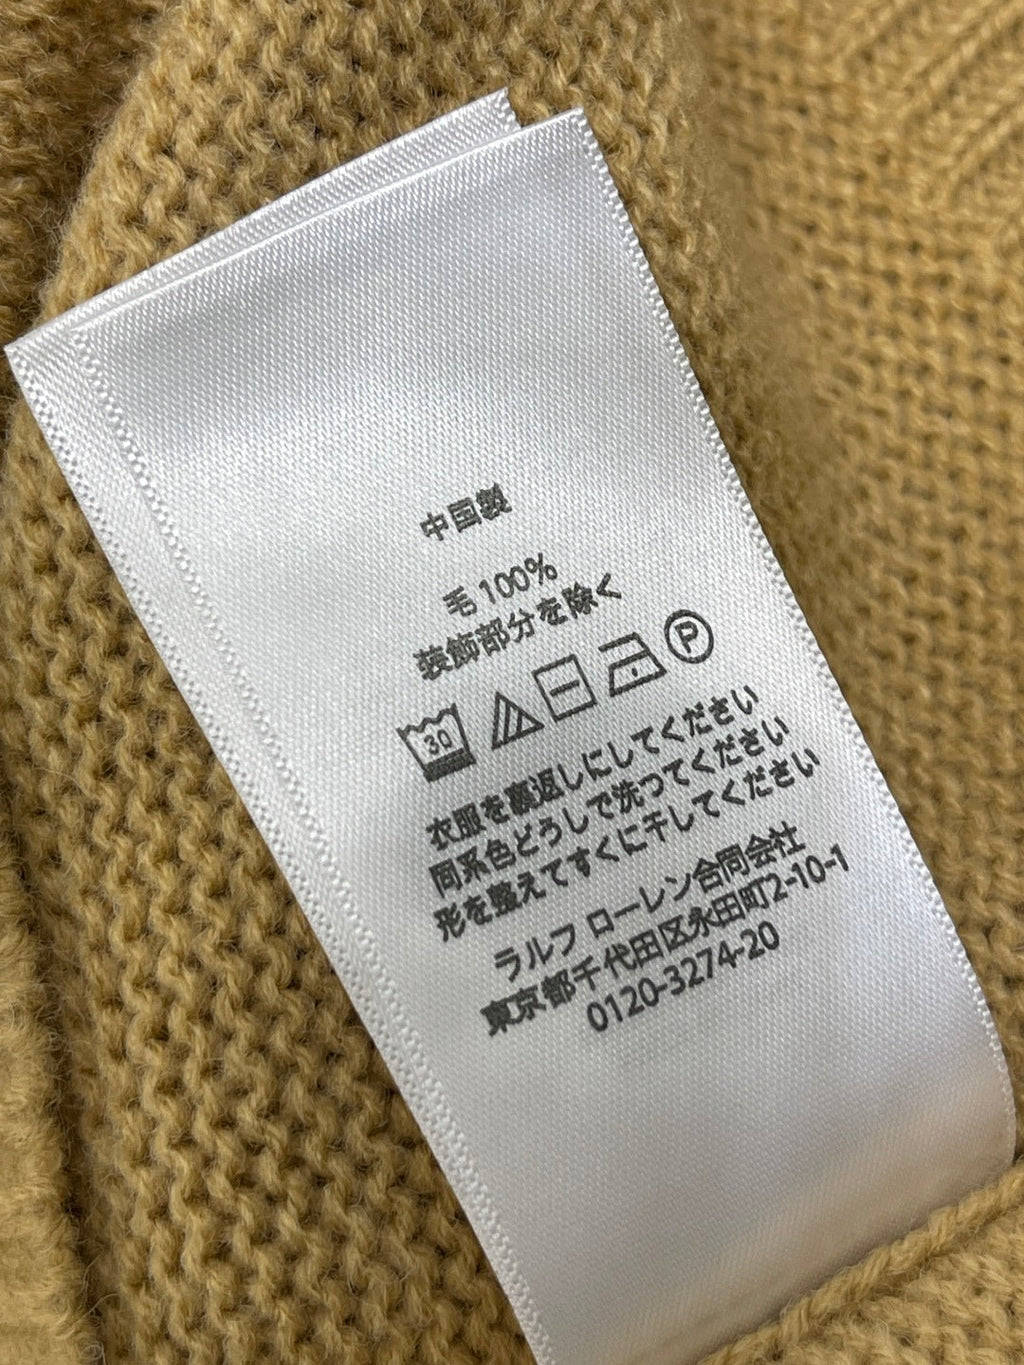 中国製
毛 100%
装飾部分を除く
30 P
衣服を裏返しにしてください
同系色どうしで洗ってください
形を整えてすぐに干してください
ラルフ ローレン合同会社
東京都千代田区永田町2-10-1
0120-3274-20